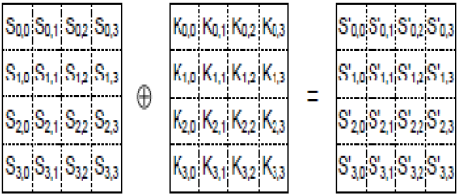 S0,0 S0,1 S0,2 S0,3 K0,0 K0,1 K0,2 K0,3 S'0,0 S'0,1 S'0,2 S'0,3
S1,0 S1,1 S1,2 S1,3 ⊕ K1,0 K1,1 K1,2 K1,3 = S'1,0 S'1,1 S'1,2 S'1,3
S2,0 S2,1 S2,2 S2,3 K2,0 K2,1 K2,2 K2,3 S'2,0 S'2,1 S'2,2 S'2,3
S3,0 S3,1 S3,2 S3,3 K3,0 K3,1 K3,2 K3,3 S'3,0 S'3,1 S'3,2 S'3,3